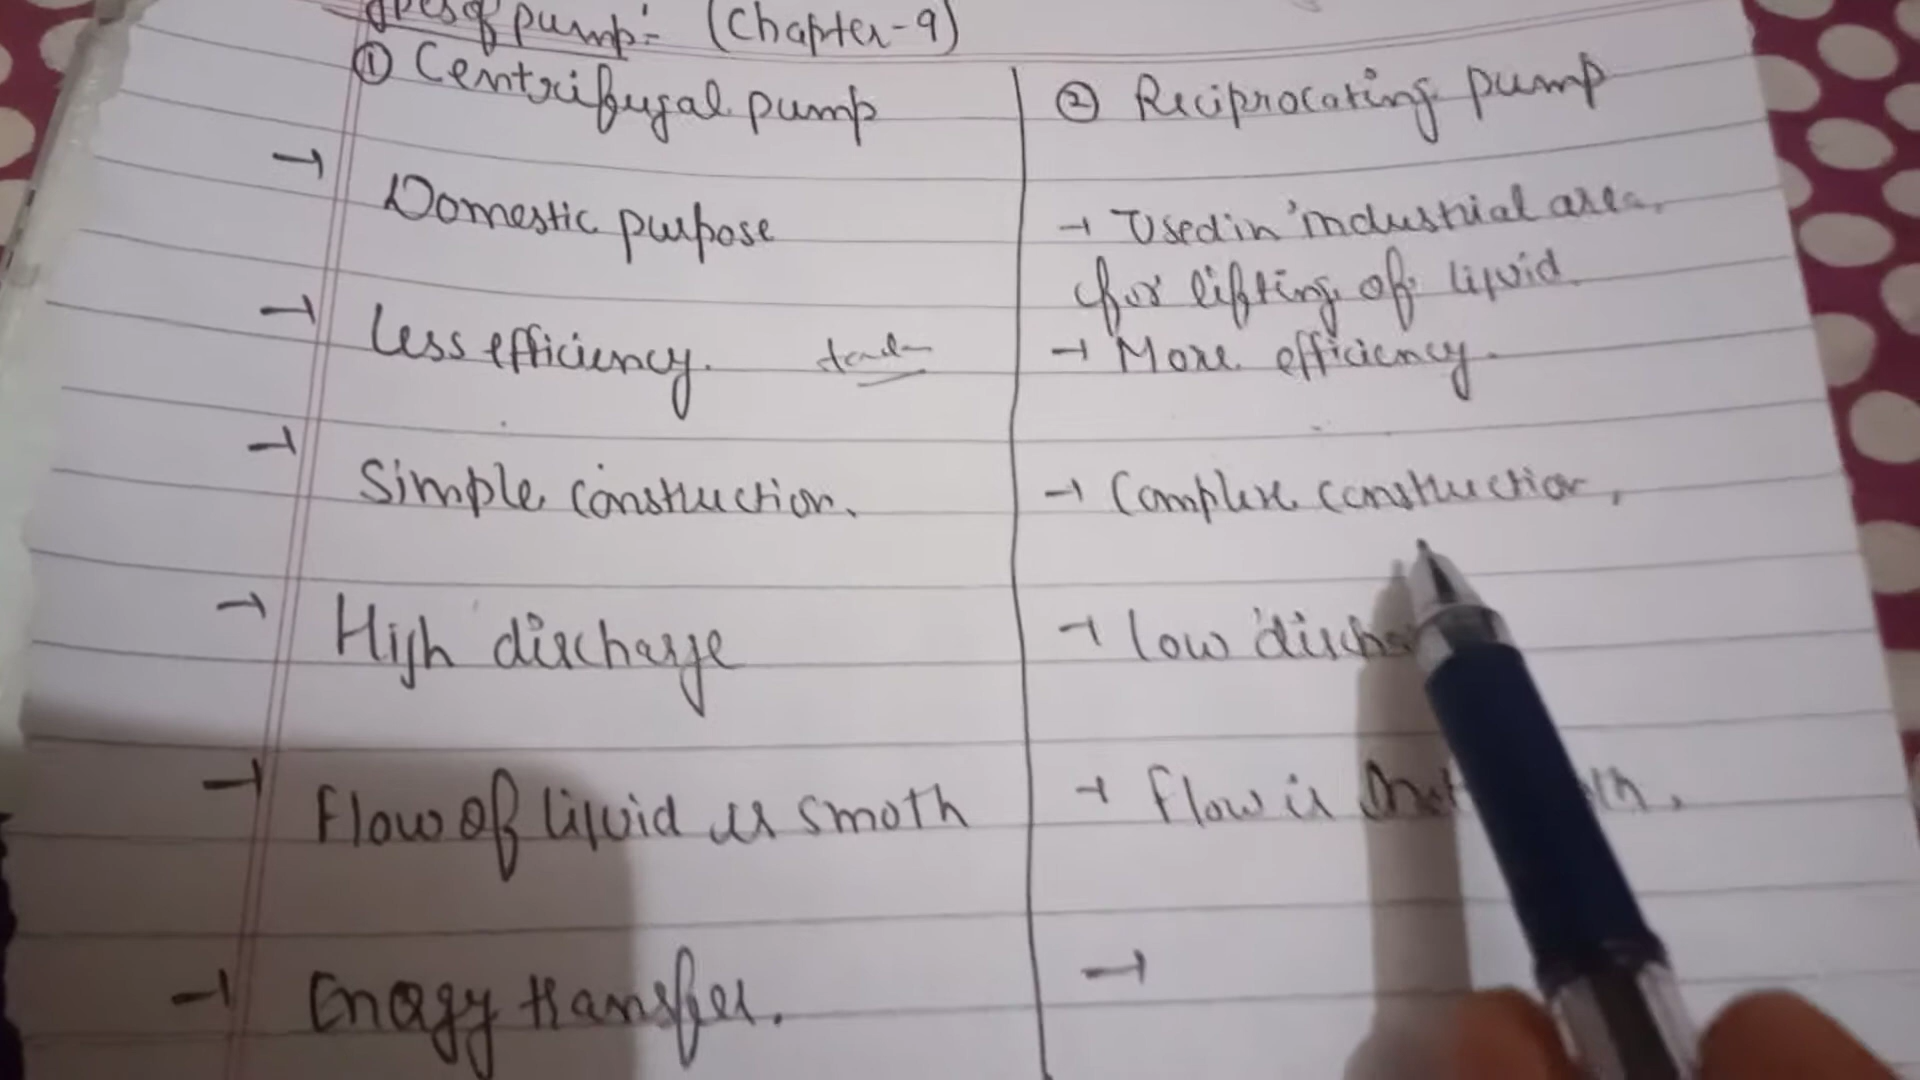 pump:- (Chapter-9)
① Centrifugal pump
→ Domestic purpose
→ Less efficiency.
→ Simple construction.
→ High discharge
→ Flow of liquid is smoth
→ Energy transfer.
② Reciprocating pump
→ Used in industrial area.
for lifting of liquid.
→ More efficiency.
→ Complex construction,
→ Low
→ Flow is
→